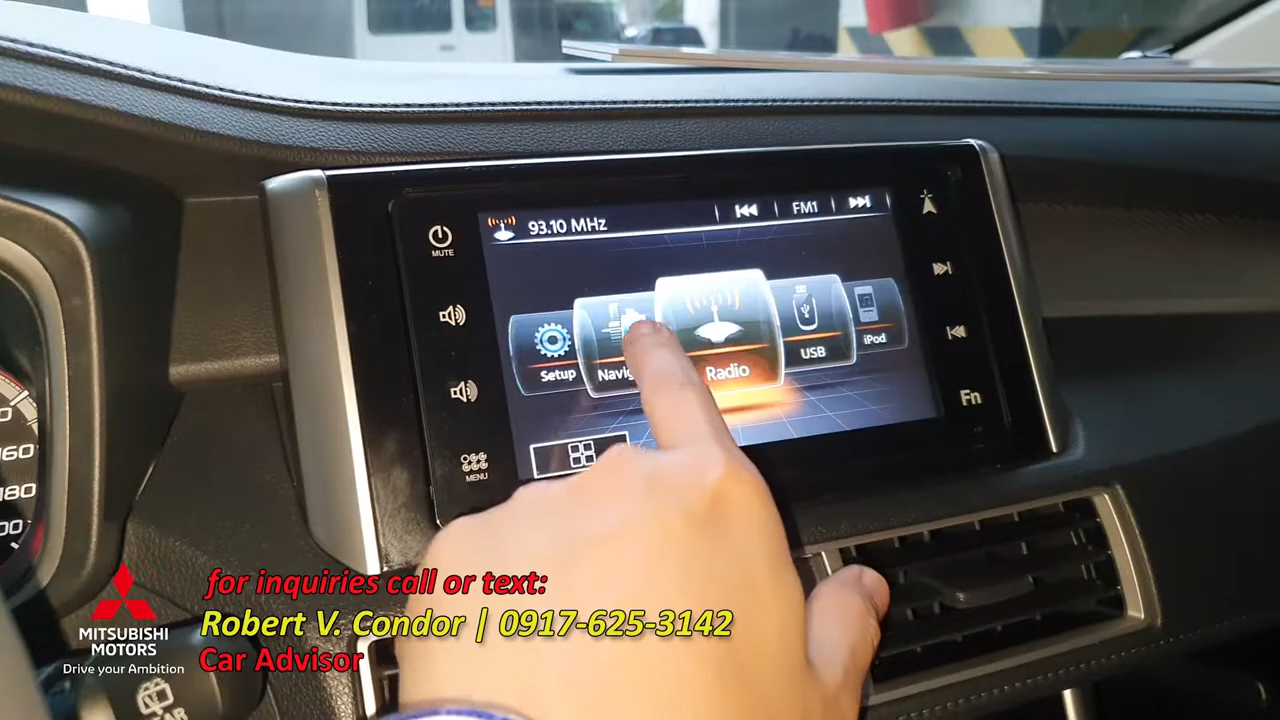 93.10 MHz
FM1
MUTE
Setup
Radio
USB
iPod
Fn
MENU
160
180
MITSUBISHI
MOTORS
Drive your Ambition
for inquiries call or text:
Robert V. Condor | 0917-625-3142
Car Advisor